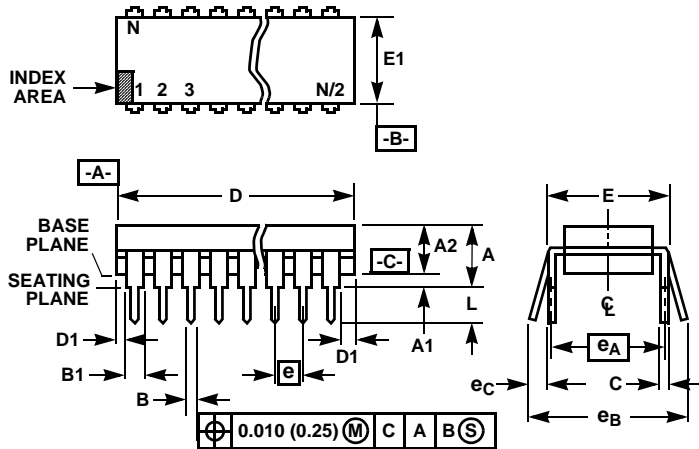 N
INDEX
AREA
1 2 3 N/2
E1
-B-
-A-
D
E
BASE
PLANE
SEATING
PLANE
A2
A
-C-
L
C͟L
D1
B1
B
e
D1
A1
eA
eC
C
eB
⌖ 0.010 (0.25) Ⓜ C A B Ⓢ